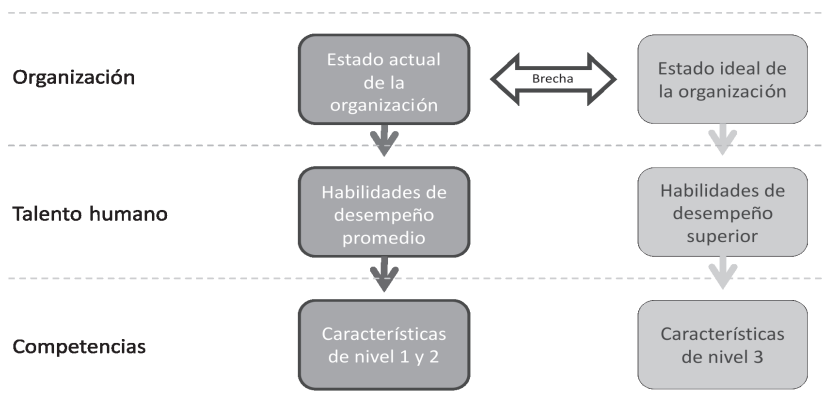 Organización
Estado actual
de la
organización
Brecha
Estado ideal de
la organización
Talento humano
Habilidades de
desempeño
promedio
Habilidades de
desempeño
superior
Competencias
Características
de nivel 1 y 2
Características
de nivel 3